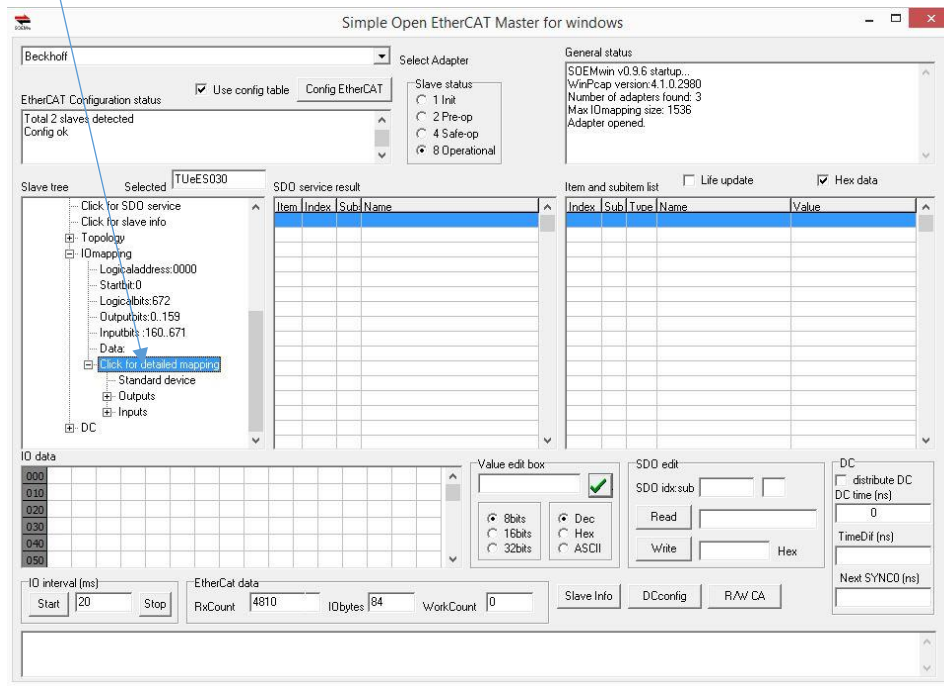 Simple Open EtherCAT Master for windows
Beckhoff
Select Adapter
Use config table
Config EtherCAT
EtherCAT Configuration status
Total 2 slaves detected
Config ok
Slave status
1 Init
2 Pre-op
4 Safe-op
8 Operational
General status
SOEMwin v0.9.6 startup...
WinPcap version:4.1.0.2980
Number of adapters found: 3
Max IOmapping size: 1536
Adapter opened.
Slave tree
Selected
TUeES030
Click for SDO service
Click for slave info
Topology
IOmapping
Logicaladdress:0000
Startbit:0
Logicalbits:672
Outputbits:0..159
Inputbits :160..671
Data:
Click for detailed mapping
Standard device
Outputs
Inputs
DC
SDO service result
Item Index Sub Name
Item and subitem list
Life update
Hex data
Index Sub Type Name Value
IO data
000
010
020
030
040
050
Value edit box
8bits
16bits
32bits
Dec
Hex
ASCII
SDO edit
SDO idx:sub
Read
Write
Hex
DC
distribute DC
DC time (ns)
0
TimeDif (ns)
Next SYNC0 (ns)
IO interval (ms)
Start 20 Stop
EtherCat data
RxCount 4810 IObytes 84 WorkCount 0
Slave Info
DCconfig
R/W CA